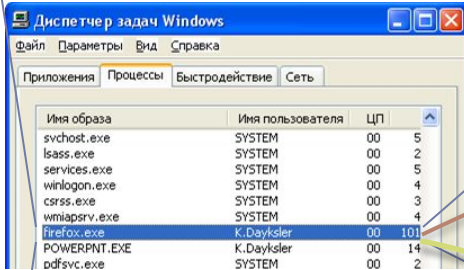 Диспетчер задач Windows
Файл Параметры Вид Справка
Приложения Процессы Быстродействие Сеть
Имя образа Имя пользователя ЦП
svchost.exe SYSTEM 00 5
lsass.exe SYSTEM 00 2
services.exe SYSTEM 00 5
winlogon.exe SYSTEM 00 4
csrss.exe SYSTEM 00 3
wmiapsrv.exe SYSTEM 00 4
firefox.exe K.Dayksler 00 101
POWERPNT.EXE K.Dayksler 00 14
pdfsvc.exe SYSTEM 00 2